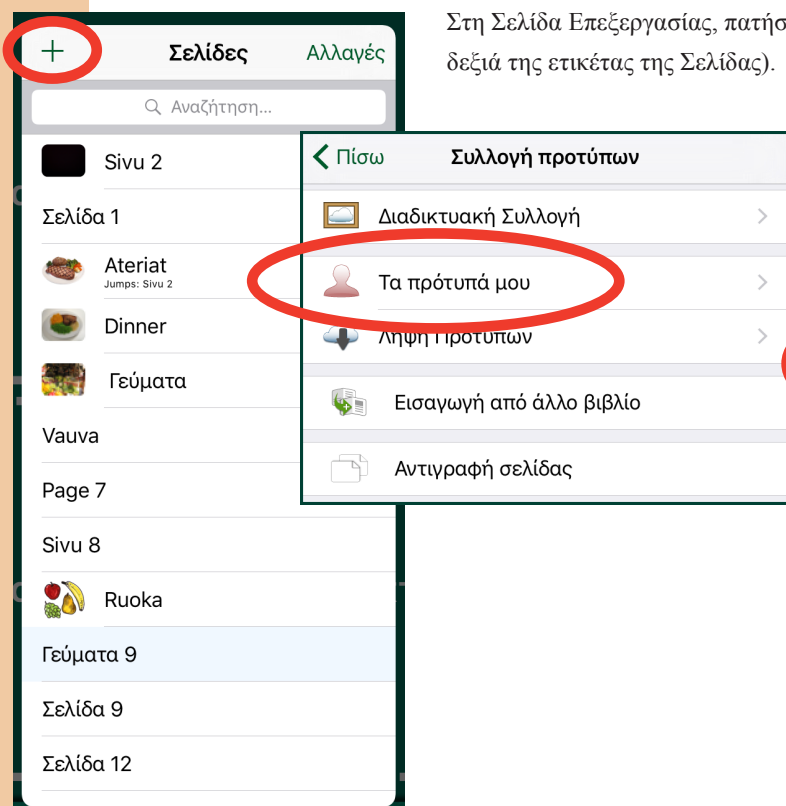 Στη Σελίδα Επεξεργασίας, πατήσ
δεξιά της ετικέτας της Σελίδας).
+ Σελίδες Αλλαγές
Αναζήτηση...
Sivu 2
Σελίδα 1
Ateriat
Jumps: Sivu 2
Dinner
Γεύματα
Vauva
Page 7
Sivu 8
Ruoka
Γεύματα 9
Σελίδα 9
Σελίδα 12
Πίσω Συλλογή προτύπων
Διαδικτυακή Συλλογή
Τα πρότυπά μου
Λήψη Προτύπων
Εισαγωγή από άλλο βιβλίο
Αντιγραφή σελίδας